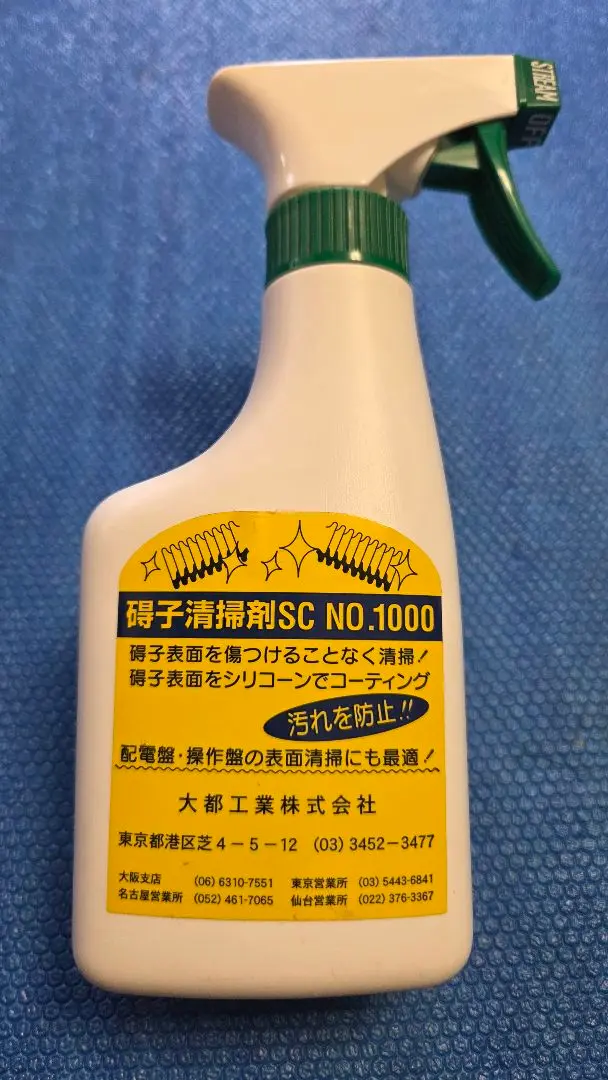 STREAM
OFF
碍子清掃剤SC NO.1000
碍子表面を傷つけることなく清掃！
碍子表面をシリコーンでコーティング
汚れを防止!!
配電盤・操作盤の表面清掃にも最適！
大都工業株式会社
東京都港区芝4－5－12 (03)3452－3477
大阪支店 (06)6310-7551 東京営業所 (03)5443-6841
名古屋営業所 (052)461-7065 仙台営業所 (022)376-3367